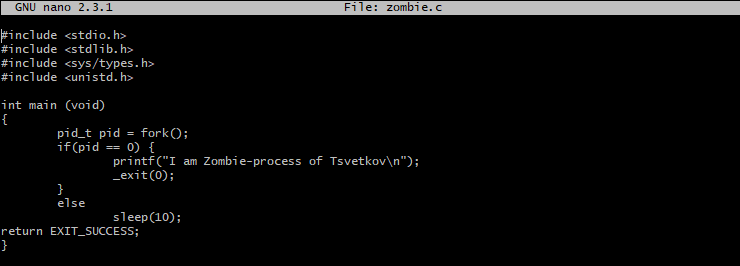 GNU nano 2.3.1 File: zombie.c
#include <stdio.h>
#include <stdlib.h>
#include <sys/types.h>
#include <unistd.h>
int main (void)
{
pid_t pid = fork();
if(pid == 0) {
printf("I am Zombie-process of Tsvetkov\n");
_exit(0);
}
else
sleep(10);
return EXIT_SUCCESS;
}